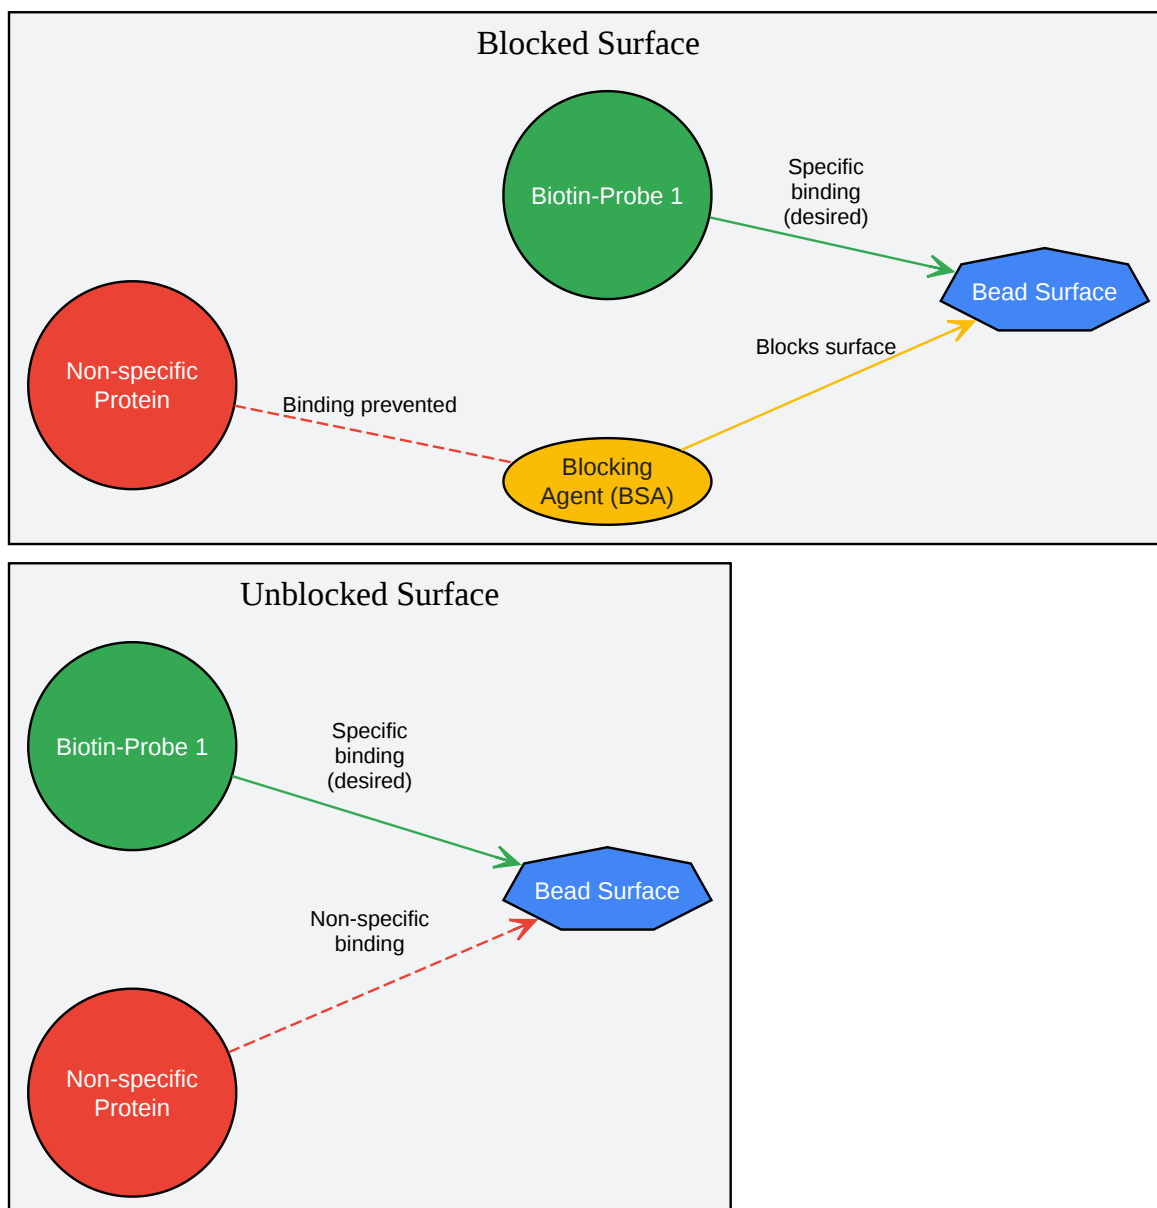 Blocked Surface
Biotin-Probe 1
Specific
binding
(desired)
Bead Surface
Blocks surface
Non-specific
Protein
Binding prevented
Blocking
Agent (BSA)
Unblocked Surface
Biotin-Probe 1
Specific
binding
(desired)
Bead Surface
Non-specific
binding
Non-specific
Protein